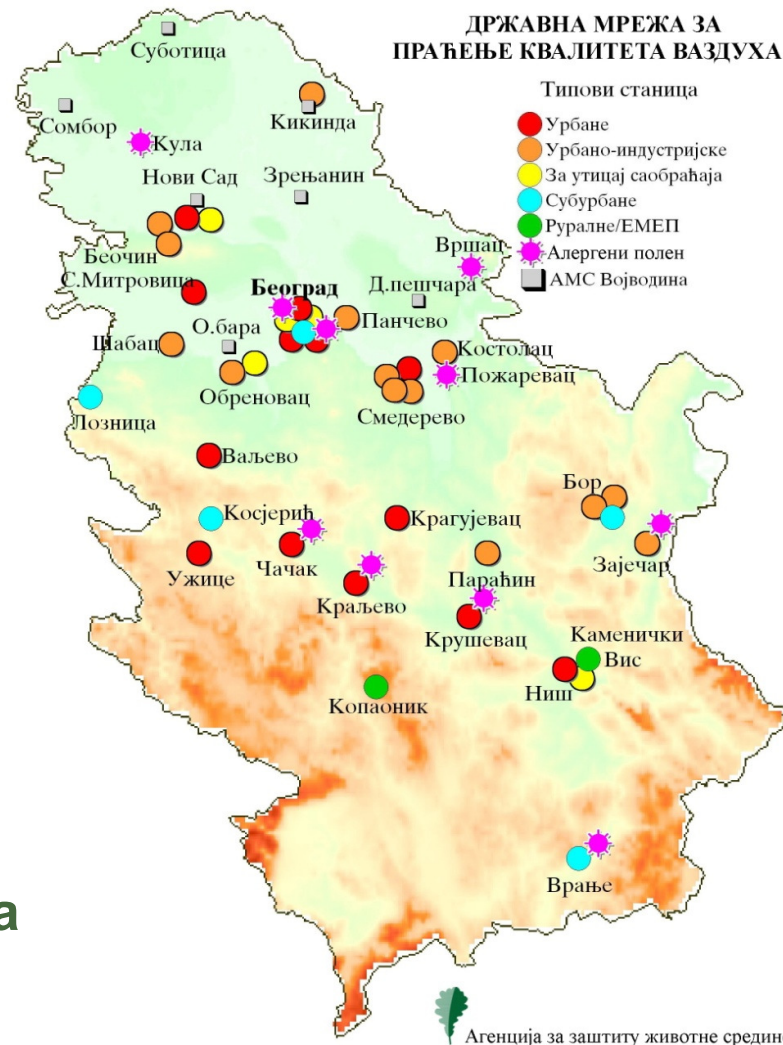 ДРЖАВНА МРЕЖА ЗА
ПРАЋЕЊЕ КВАЛИТЕТА ВАЗДУХА
Типови станица
Урбане
Урбано-индустријске
За утицај саобраћаја
Субурбане
Руралне/ЕМЕП
Алергени полен
АМС Војводина
Суботица
Сомбор
Кикинда
Кула
Нови Сад
Зрењанин
Беочин
Вршац
С.Митровица
Београд
Д.пешчара
Панчево
Шабац
О.бара
Костолац
Обреновац
Пожаревац
Смедерево
Лозница
Ваљево
Бор
Косјерић
Крагујевац
Ужице
Чачак
Параћин
Зајечар
Краљево
Крушевац
Каменички
Вис
Ниш
Копаоник
Врање
а
Агенција за заштиту животне средин